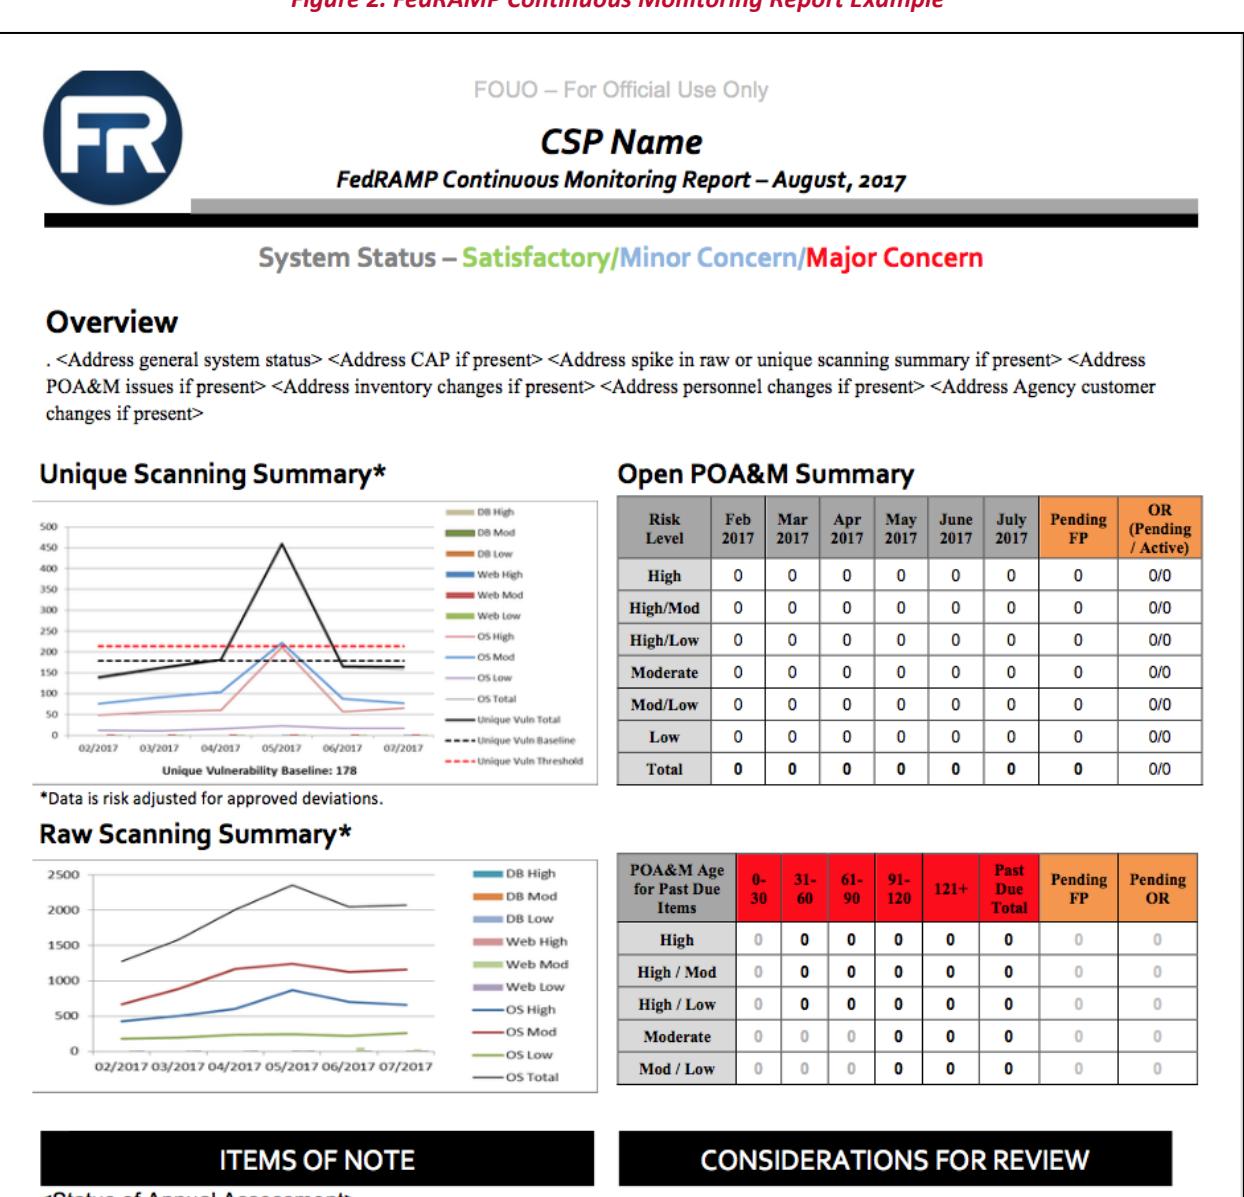 Figure 2. FedRAMP Continuous Monitoring Report Example
FR
FOUO – For Official Use Only
CSP Name
FedRAMP Continuous Monitoring Report – August, 2017
System Status – Satisfactory/Minor Concern/Major Concern
Overview
. <Address general system status> <Address CAP if present> <Address spike in raw or unique scanning summary if present> <Address
POA&M issues if present> <Address inventory changes if present> <Address personnel changes if present> <Address Agency customer
changes if present>
Unique Scanning Summary*
500
450
400
350
300
250
200
150
100
50
0
02/2017 03/2017 04/2017 05/2017 06/2017 07/2017
Unique Vulnerability Baseline: 178
DB High
DB Mod
DB Low
Web High
Web Mod
Web Low
OS High
OS Mod
OS Low
OS Total
Unique Vuln Total
Unique Vuln Baseline
Unique Vuln Threshold
*Data is risk adjusted for approved deviations.
Open POA&M Summary
Risk Level Feb 2017 Mar 2017 Apr 2017 May 2017 June 2017 July 2017 Pending FP OR (Pending / Active)
High 0 0 0 0 0 0 0 0/0
High/Mod 0 0 0 0 0 0 0 0/0
High/Low 0 0 0 0 0 0 0 0/0
Moderate 0 0 0 0 0 0 0 0/0
Mod/Low 0 0 0 0 0 0 0 0/0
Low 0 0 0 0 0 0 0 0/0
Total 0 0 0 0 0 0 0 0/0
Raw Scanning Summary*
2500
2000
1500
1000
500
0
02/2017 03/2017 04/2017 05/2017 06/2017 07/2017
DB High
DB Mod
DB Low
Web High
Web Mod
Web Low
OS High
OS Mod
OS Low
OS Total
POA&M Age for Past Due Items 0-30 31-60 61-90 91-120 121+ Past Due Total Pending FP Pending OR
High 0 0 0 0 0 0 0 0
High / Mod 0 0 0 0 0 0 0 0
High / Low 0 0 0 0 0 0 0 0
Moderate 0 0 0 0 0 0 0 0
Mod / Low 0 0 0 0 0 0 0 0
ITEMS OF NOTE
CONSIDERATIONS FOR REVIEW
<Status of Annual Assessment>